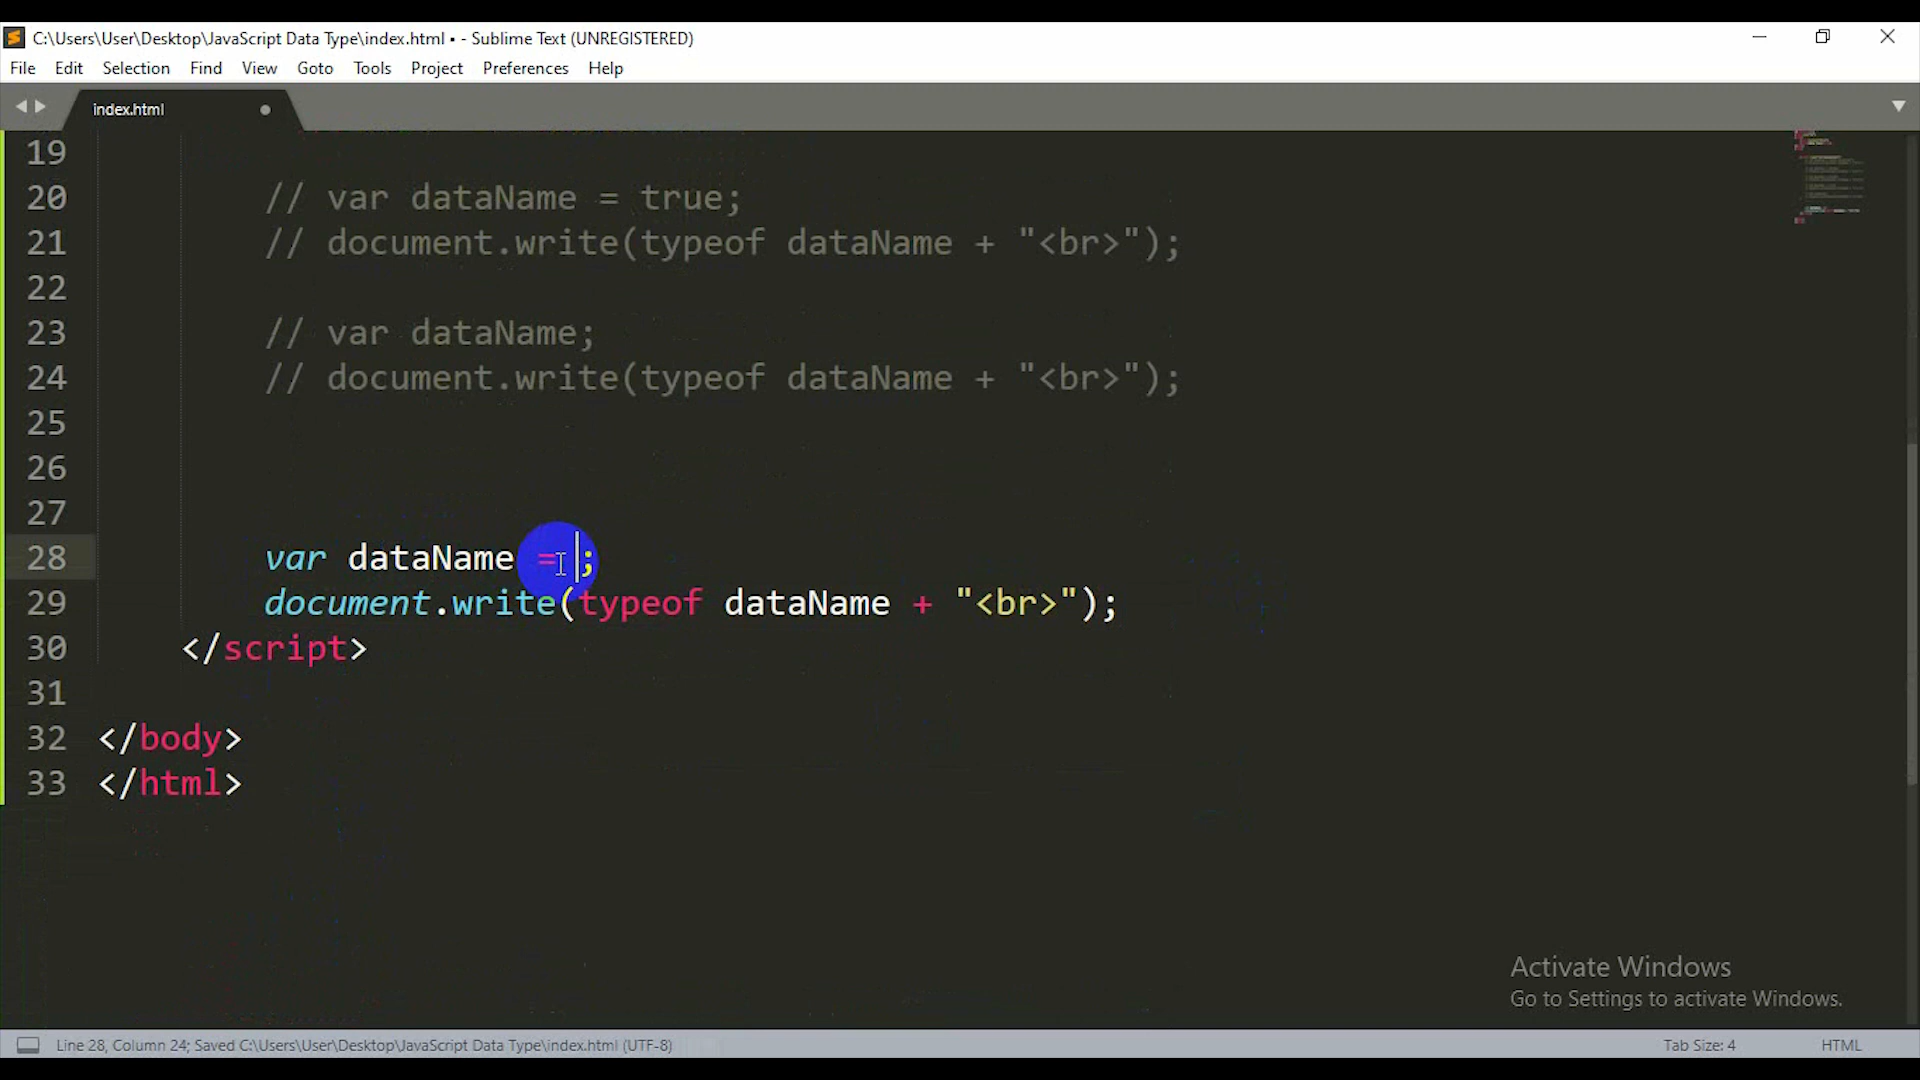 C:\Users\User\Desktop\JavaScript Data Type\index.html • - Sublime Text (UNREGISTERED)
File Edit Selection Find View Goto Tools Project Preferences Help
index.html
19
20 // var dataName = true;
21 // document.write(typeof dataName + "<br>");
22
23 // var dataName;
24 // document.write(typeof dataName + "<br>");
25
26
27
28 var dataName = ;
29 document.write(typeof dataName + "<br>");
30 </script>
31
32 </body>
33 </html>
Activate Windows
Go to Settings to activate Windows.
Line 28, Column 24; Saved C:\Users\User\Desktop\JavaScript Data Type\index.html (UTF-8) Tab Size: 4 HTML